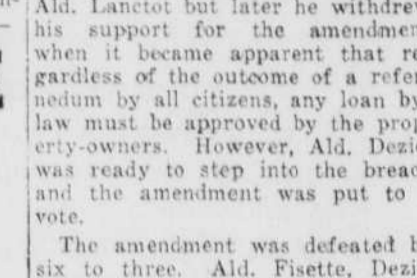 Ald. Lanctot but later he withdrew
his support for the amendmen
when it became apparent that re
gardless of the outcome of a refer
nedum by all citizens, any loan by
law must be approved by the prop
erty-owners. However, Ald. Dezie
was ready to step into the breac
and the amendment was put to
vote.
The amendment was defeated b
six to three. Ald. Fisette, Dezi